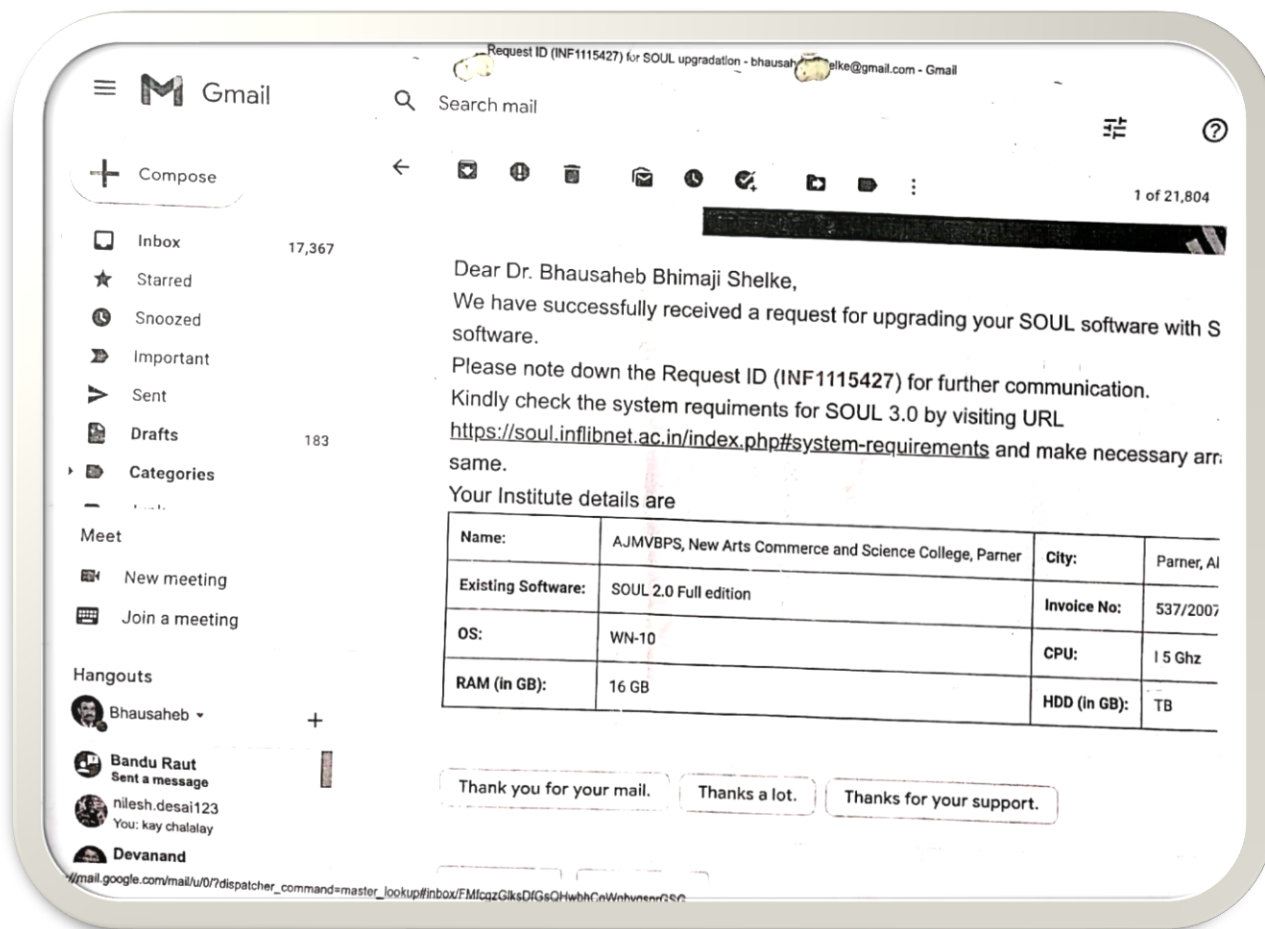 Request ID (INF1115427) for SOUL upgradation - bhausah elke@gmail.com - Gmail
Gmail
Search mail
Compose
1 of 21,804
Inbox 17,367
Starred
Snoozed
Important
Sent
Drafts 183
Categories
Meet
New meeting
Join a meeting
Hangouts
Bhausaheb
Bandu Raut
Sent a message
nilesh.desai123
You: kay chalalay
Devanand
Dear Dr. Bhausaheb Bhimaji Shelke,
We have successfully received a request for upgrading your SOUL software with S
software.
Please note down the Request ID (INF1115427) for further communication.
Kindly check the system requiments for SOUL 3.0 by visiting URL
https://soul.inflibnet.ac.in/index.php#system-requirements and make necessary arr
same.
Your Institute details are
Name: AJMVBPS, New Arts Commerce and Science College, Parner City: Parner, Al
Existing Software: SOUL 2.0 Full edition Invoice No: 537/2007
OS: WN-10 CPU: I 5 Ghz
RAM (in GB): 16 GB HDD (in GB): TB
Thank you for your mail. Thanks a lot. Thanks for your support.
//mail.google.com/mail/u/0/?dispatcher_command=master_lookup#inbox/